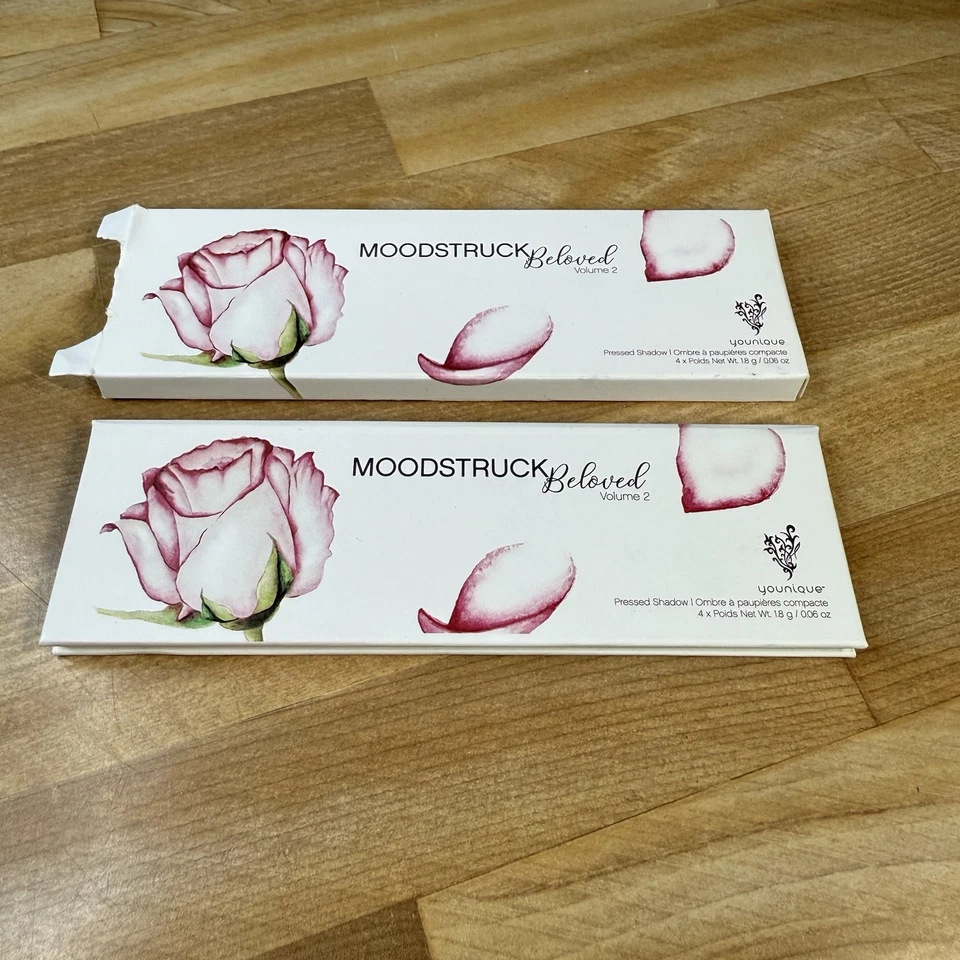 MOODSTRUCK Beloved
Volume 2
younique
Pressed Shadow | Ombre à paupières compacte
4 x Poids Net Wt. 1.8 g / 0.06 oz
MOODSTRUCK Beloved
Volume 2
younique™
Pressed Shadow | Ombre à paupières compacte
4 x Poids Net Wt. 1.8 g / 0.06 oz